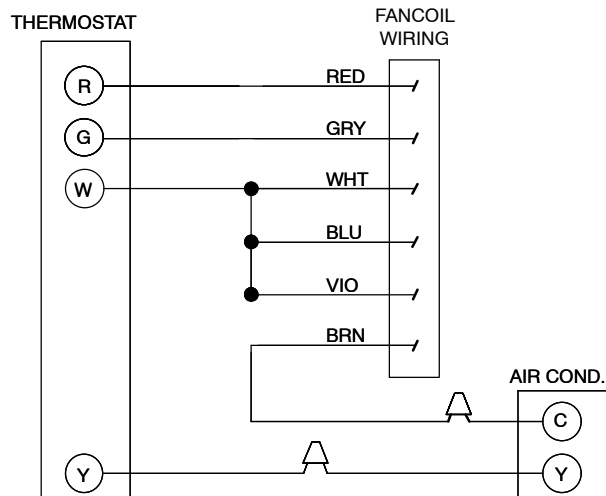 THERMOSTAT
FANCOIL
WIRING
R
RED
G
GRY
W
WHT
BLU
VIO
BRN
AIR COND.
C
Y
Y